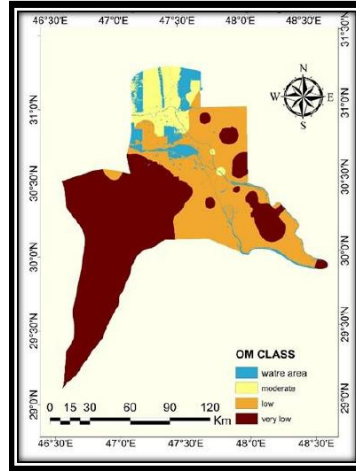 46°30'E 47°0'E 47°30'E 48°0'E 48°30'E
31°30'N
31°0'N
30°30'N
30°0'N
29°30'N
29°0'N
31°30'N
31°0'N
30°30'N
30°0'N
29°30'N
29°0'N
N
W E
S
OM CLASS
watre area
moderate
low
very low
0 15 30 60 90 120
Km
46°30'E 47°0'E 47°30'E 48°0'E 48°30'E